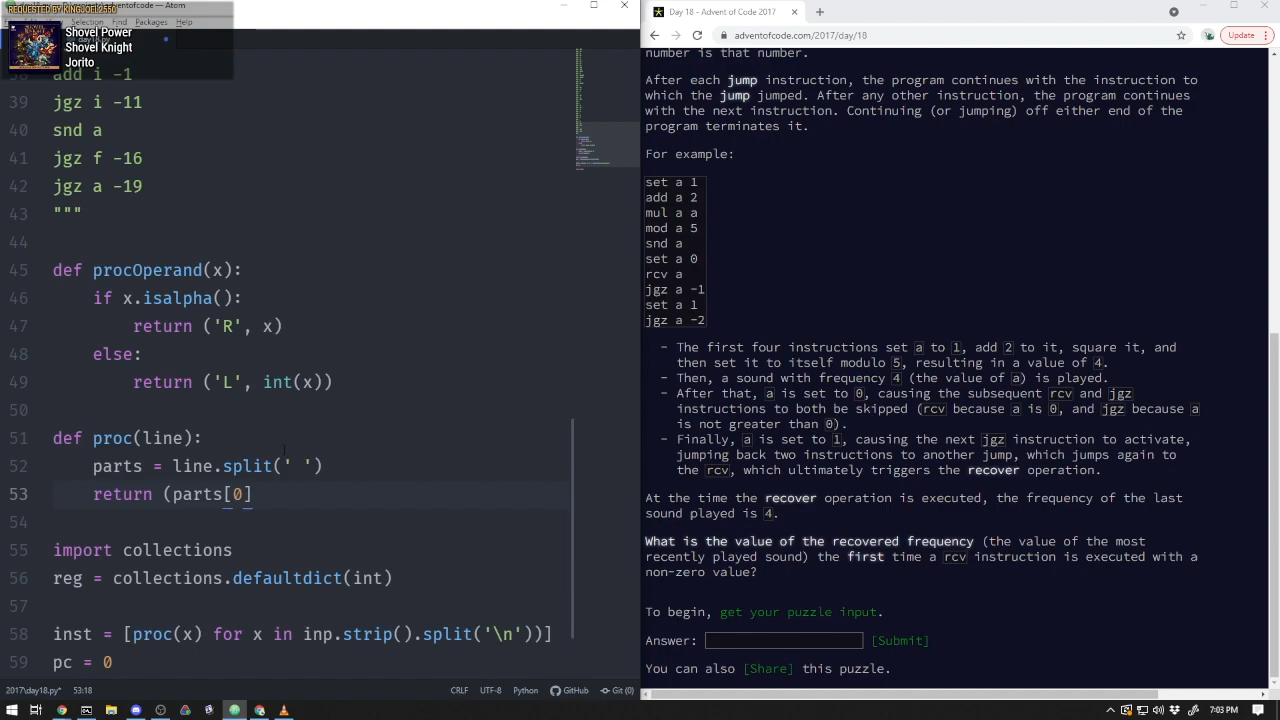 REQUESTED BY KINGJOEL2550
Shovel Power
Shovel Knight
Jorito
Atom
Selection Find Packages
add i -1
39 jgz i -11
40 snd a
41 jgz f -16
42 jgz a -19
43 """
44
45 def procOperand(x):
46 if x.isalpha():
47 return ('R', x)
48 else:
49 return ('L', int(x))
50
51 def proc(line):
52 parts = line.split(' ')
53 return (parts[0]
54
55 import collections
56 reg = collections.defaultdict(int)
57
58 inst = [proc(x) for x in inp.strip().split('\n'))]
59 pc = 0
2017\day18.py* 53:18 CRLF UTF-8 Python GitHub Git (0)
Day 18 - Advent of Code 2017
adventofcode.com/2017/day/18
Update
number is that number.
After each jump instruction, the program continues with the instruction to
which the jump jumped. After any other instruction, the program continues
with the next instruction. Continuing (or jumping) off either end of the
program terminates it.
For example:
set a 1
add a 2
mul a a
mod a 5
snd a
set a 0
rcv a
jgz a -1
set a 1
jgz a -2
- The first four instructions set a to 1, add 2 to it, square it, and
then set it to itself modulo 5, resulting in a value of 4.
- Then, a sound with frequency 4 (the value of a) is played.
- After that, a is set to 0, causing the subsequent rcv and jgz
instructions to both be skipped (rcv because a is 0, and jgz because a
is not greater than 0).
- Finally, a is set to 1, causing the next jgz instruction to activate,
jumping back two instructions to another jump, which jumps again to
the rcv, which ultimately triggers the recover operation.
At the time the recover operation is executed, the frequency of the last
sound played is 4.
What is the value of the recovered frequency (the value of the most
recently played sound) the first time a rcv instruction is executed with a
non-zero value?
To begin, get your puzzle input.
Answer: [Submit]
You can also [Share] this puzzle.
7:03 PM